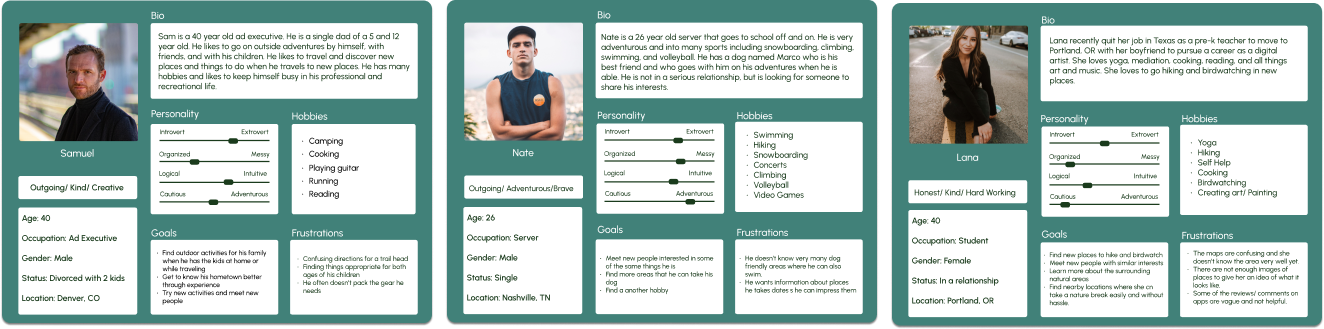 Bio
Sam is a 40 year old ad executive. He is a single dad of a 5 and 12
year old. He likes to go on outside adventures by himself, with
friends, and with his children. He likes to travel and discover new
places and things to do when he travels to new places. He has many
hobbies and likes to keep himself busy in his professional and
recreational life.
Samuel
Outgoing/ Kind/ Creative
Age: 40
Occupation: Ad Executive
Gender: Male
Status: Divorced with 2 kids
Location: Denver, CO
Personality
Introvert Extrovert
Organized Messy
Logical Intuitive
Cautious Adventurous
Hobbies
· Camping
· Cooking
· Playing guitar
· Running
· Reading
Goals
· Find outdoor activities for his family
when he has the kids at home or
while traveling
· Get to know his hometown better
through experience
· Try new activities and meet new
people
Frustrations
· Confusing directions for a trail head
· Finding things appropriate for both
ages of his children
· He often doesn't pack the gear he
needs
Bio
Nate is a 26 year old server that goes to school off and on. He is very
adventurous and into many sports including snowboarding, climbing,
swimming, and volleyball. He has a dog named Marco who is his
best friend and who goes with him on his adventures when he is
able. He is not in a serious relationship, but is looking for someone to
share his interests.
Nate
Outgoing/ Adventurous/Brave
Age: 26
Occupation: Server
Gender: Male
Status: Single
Location: Nashville, TN
Personality
Introvert Extrovert
Organized Messy
Logical Intuitive
Cautious Adventurous
Hobbies
· Swimming
· Hiking
· Snowboarding
· Concerts
· Climbing
· Volleyball
· Video Games
Goals
· Meet new people interested in some
of the same things he is
· Find more areas that he can take his
dog
· Find a another hobby
Frustrations
· He doesn't know very many dog
friendly areas where he can also
swim.
· He wants information about places
he takes dates s he can impress them
Bio
Lana recently quit her job in Texas as a pre-k teacher to move to
Portland, OR with her boyfriend to pursue a career as a digital
artist. She loves yoga, mediation, cooking, reading, and all things
art and music. She loves to go hiking and birdwatching in new
places.
Lana
Honest/ Kind/ Hard Working
Age: 40
Occupation: Student
Gender: Female
Status: In a relationship
Location: Portland, OR
Personality
Introvert Extrovert
Organized Messy
Logical Intuitive
Cautious Adventurous
Hobbies
· Yoga
· Hiking
· Self Help
· Cooking
· Birdwatching
· Creating art/ Painting
Goals
· Find new places to hike and birdwatch
· Meet new people with similar interests
· Learn more about the surrounding
natural areas
· Find nearby locations where she cn
take a nature break easily and without
hassle.
Frustrations
· The maps are confusing and she
doesn't know the area very well yet.
· There are not enough images of
places to give her an idea of what it
looks like.
· Some of the reviews/ comments on
apps are vague and not helpful.